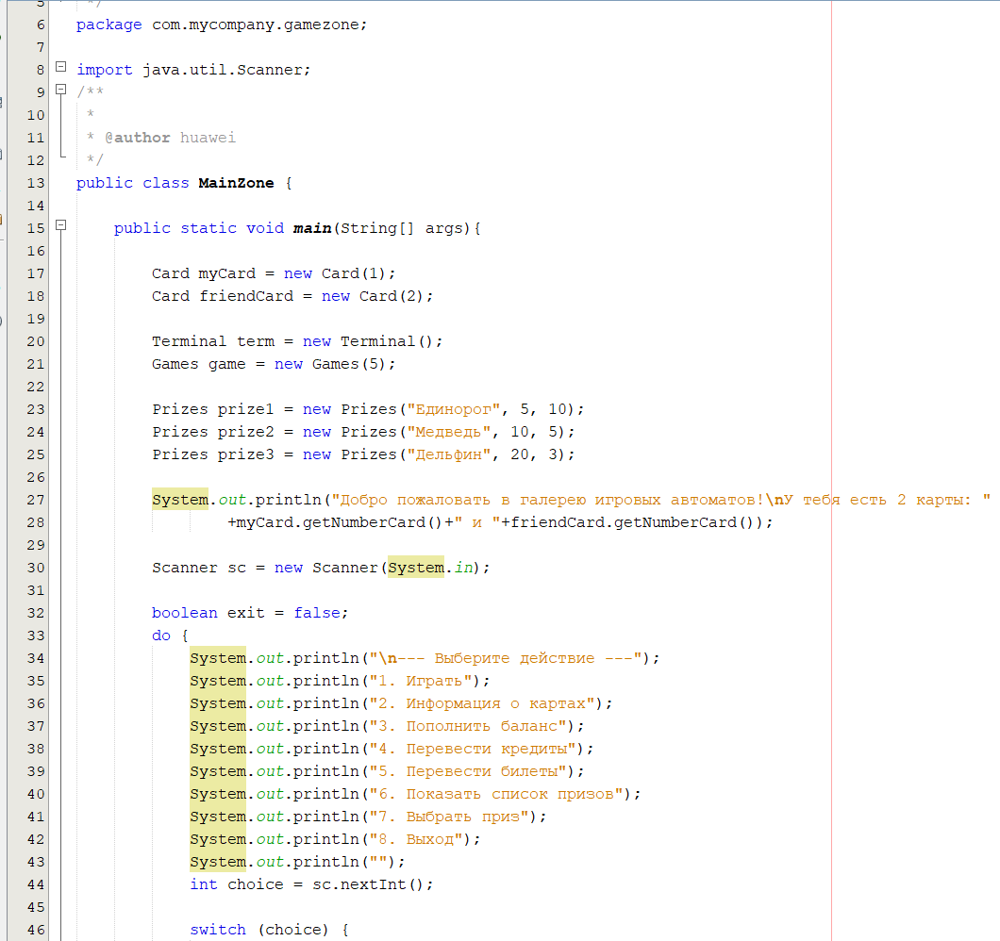 5 */
6 package com.mycompany.gamezone;
7
8 import java.util.Scanner;
9 /**
10 *
11 * @author huawei
12 */
13 public class MainZone {
14
15 public static void main(String[] args){
16
17 Card myCard = new Card(1);
18 Card friendCard = new Card(2);
19
20 Terminal term = new Terminal();
21 Games game = new Games(5);
22
23 Prizes prize1 = new Prizes("Единорог", 5, 10);
24 Prizes prize2 = new Prizes("Медведь", 10, 5);
25 Prizes prize3 = new Prizes("Дельфин", 20, 3);
26
27 System.out.println("Добро пожаловать в галерею игровых автоматов!\nУ тебя есть 2 карты: "
28 +myCard.getNumberCard()+" и "+friendCard.getNumberCard());
29
30 Scanner sc = new Scanner(System.in);
31
32 boolean exit = false;
33 do {
34 System.out.println("\n--- Выберите действие ---");
35 System.out.println("1. Играть");
36 System.out.println("2. Информация о картах");
37 System.out.println("3. Пополнить баланс");
38 System.out.println("4. Перевести кредиты");
39 System.out.println("5. Перевести билеты");
40 System.out.println("6. Показать список призов");
41 System.out.println("7. Выбрать приз");
42 System.out.println("8. Выход");
43 System.out.println("");
44 int choice = sc.nextInt();
45
46 switch (choice) {